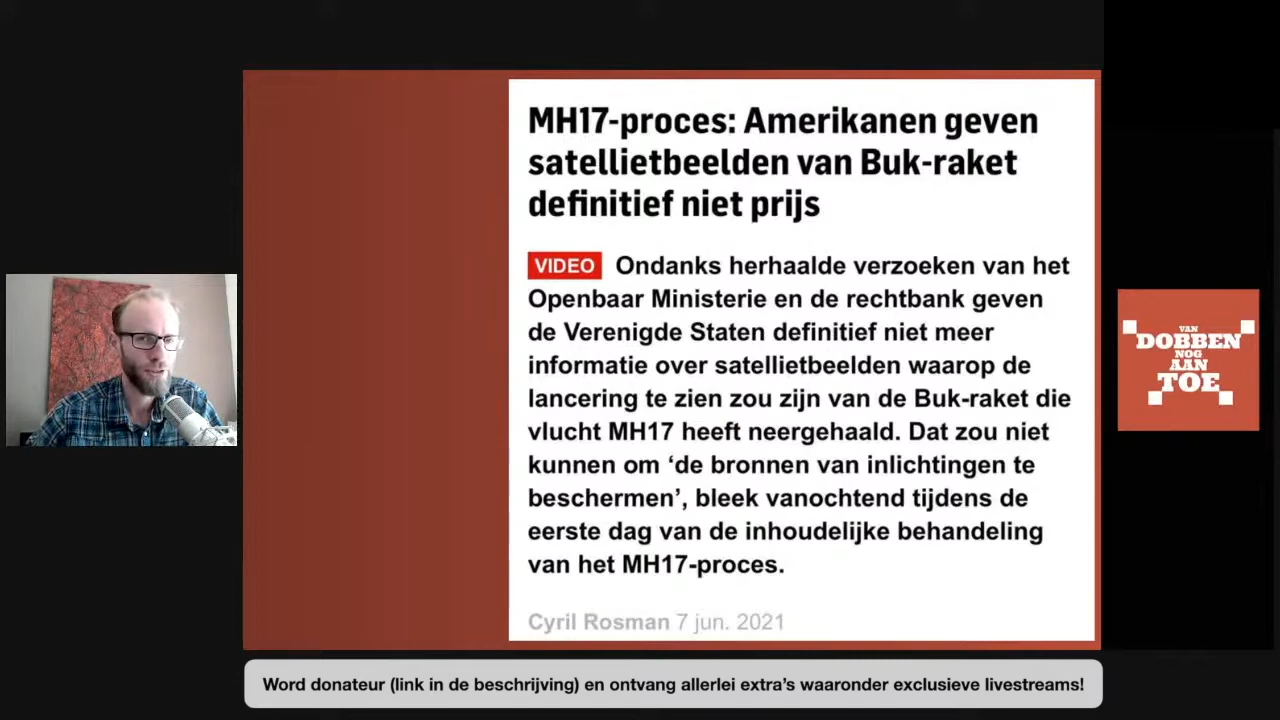 MH17-proces: Amerikanen geven
satellietbeelden van Buk-raket
definitief niet prijs
VIDEO Ondanks herhaalde verzoeken van het
Openbaar Ministerie en de rechtbank geven
de Verenigde Staten definitief niet meer
informatie over satellietbeelden waarop de
lancering te zien zou zijn van de Buk-raket die
vlucht MH17 heeft neergehaald. Dat zou niet
kunnen om ‘de bronnen van inlichtingen te
beschermen’, bleek vanochtend tijdens de
eerste dag van de inhoudelijke behandeling
van het MH17-proces.
Cyril Rosman 7 jun. 2021
VAN
DOBBEN
NOG
AAN
TOE
Word donateur (link in de beschrijving) en ontvang allerlei extra’s waaronder exclusieve livestreams!